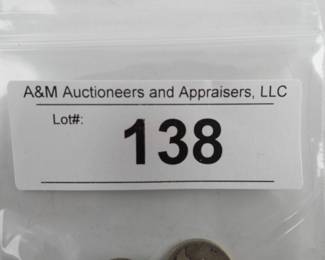 A&M Auctioneers and Appraisers, LLC
Lot#:
138